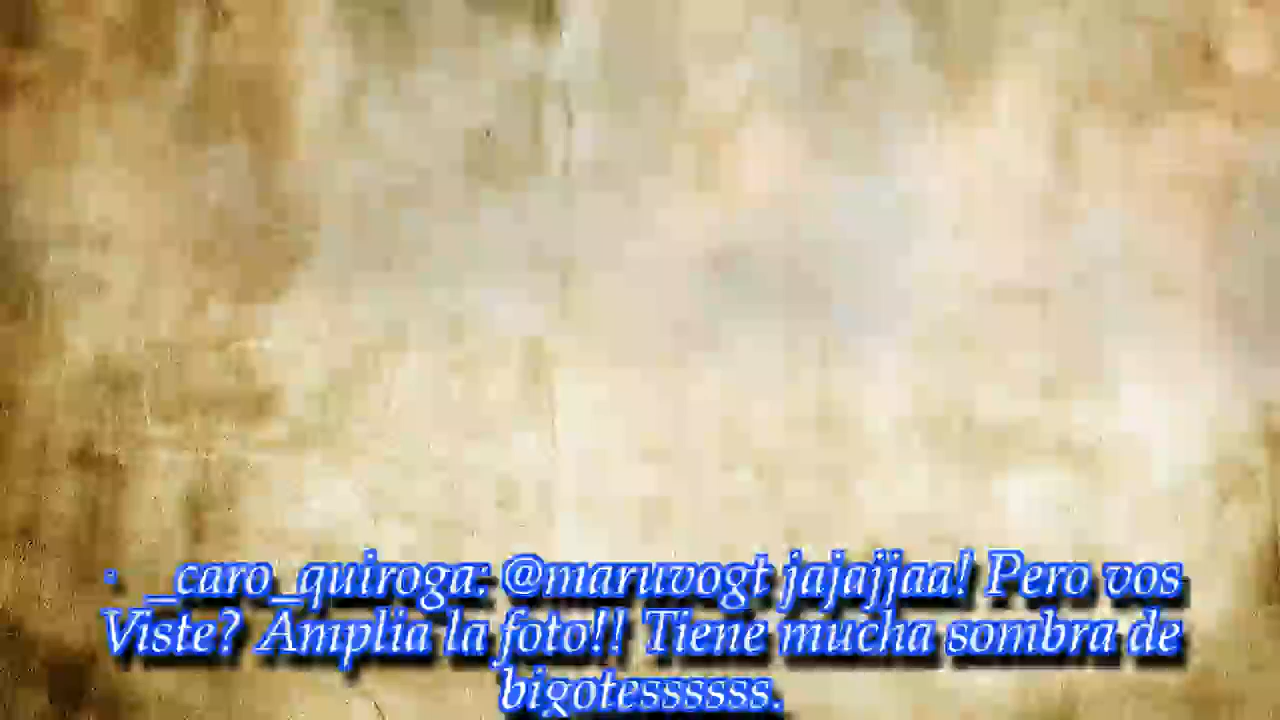 · _caro_quiroga: @maruvogt jajajjaa! Pero vos
Viste? Amplia la foto!! Tiene mucha sombra de
bigotessssss.